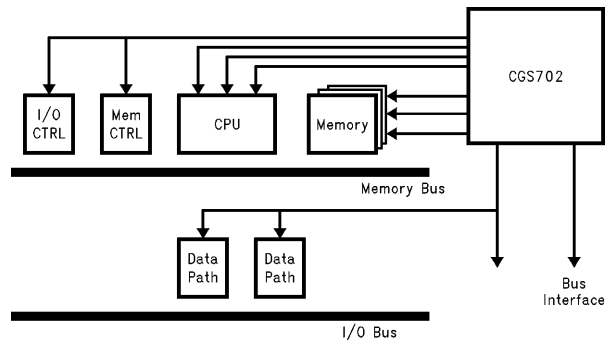 CGS702
I/O
CTRL
Mem
CTRL
CPU
Memory
Memory Bus
Data
Path
Data
Path
Bus
Interface
I/O Bus